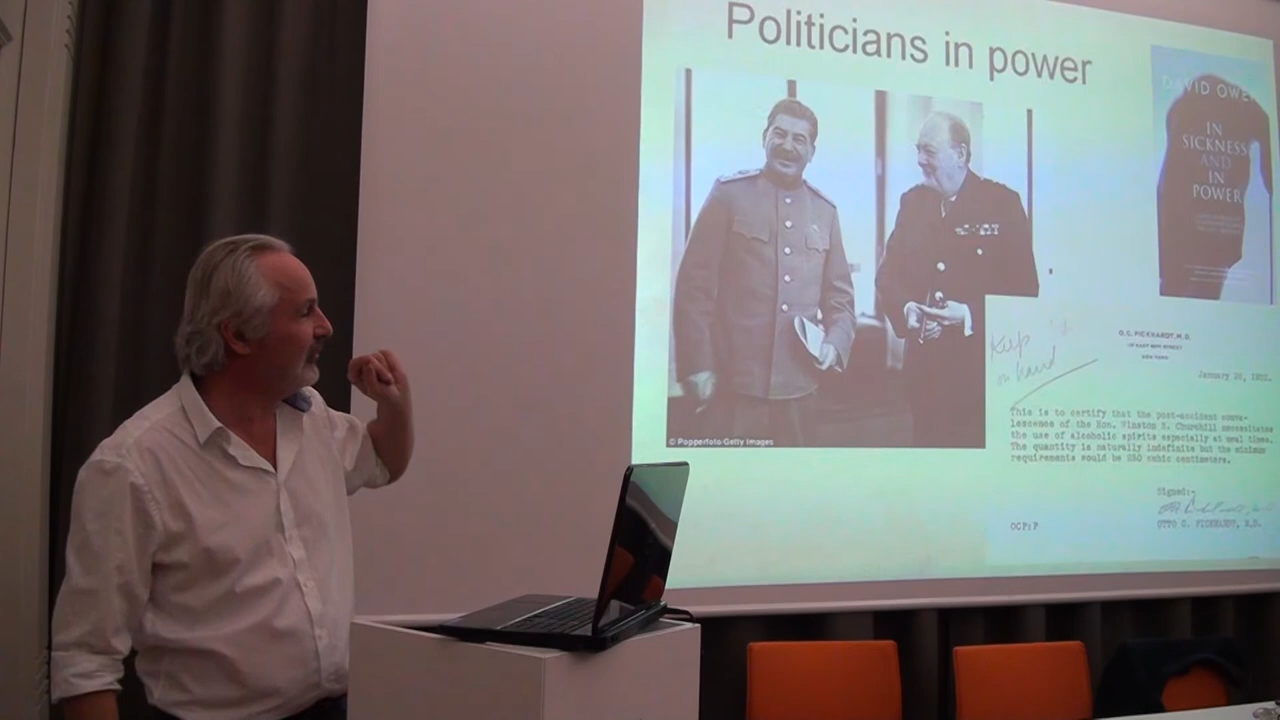 Politicians in power
DAVID OWEN
IN
SICKNESS
AND
IN
POWER
© Popperfoto/Getty Images
Keep
on hand
O.C. PICKHARDT, M.D.
NEW YORK
January 26, 1932.
This is to certify that the post-accident conva-
lescence of the Hon. Winston S. Churchill necessitates
the use of alcoholic spirits especially at meal times.
The quantity is naturally indefinite but the minimum
requirements would be 250 cubic centimeters.
Signed:-
OTTO C. PICKHARDT, M.D.
OCP:P